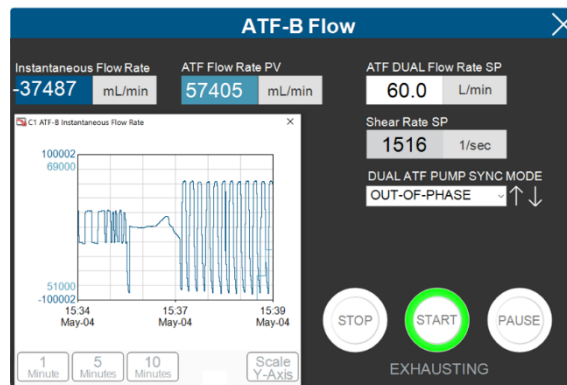 ATF-B Flow
Instantaneous Flow Rate
-37487 mL/min
ATF Flow Rate PV
57405 mL/min
ATF DUAL Flow Rate SP
60.0 L/min
Shear Rate SP
1516 1/sec
DUAL ATF PUMP SYNC MODE
OUT-OF-PHASE ↑↓
C1 ATF-B Instantaneous Flow Rate
100002
69000
51000
-100002
15:34 15:37 15:39
May-04 May-04 May-04
1 Minute
5 Minutes
10 Minutes
Scale Y-Axis
STOP START PAUSE
EXHAUSTING